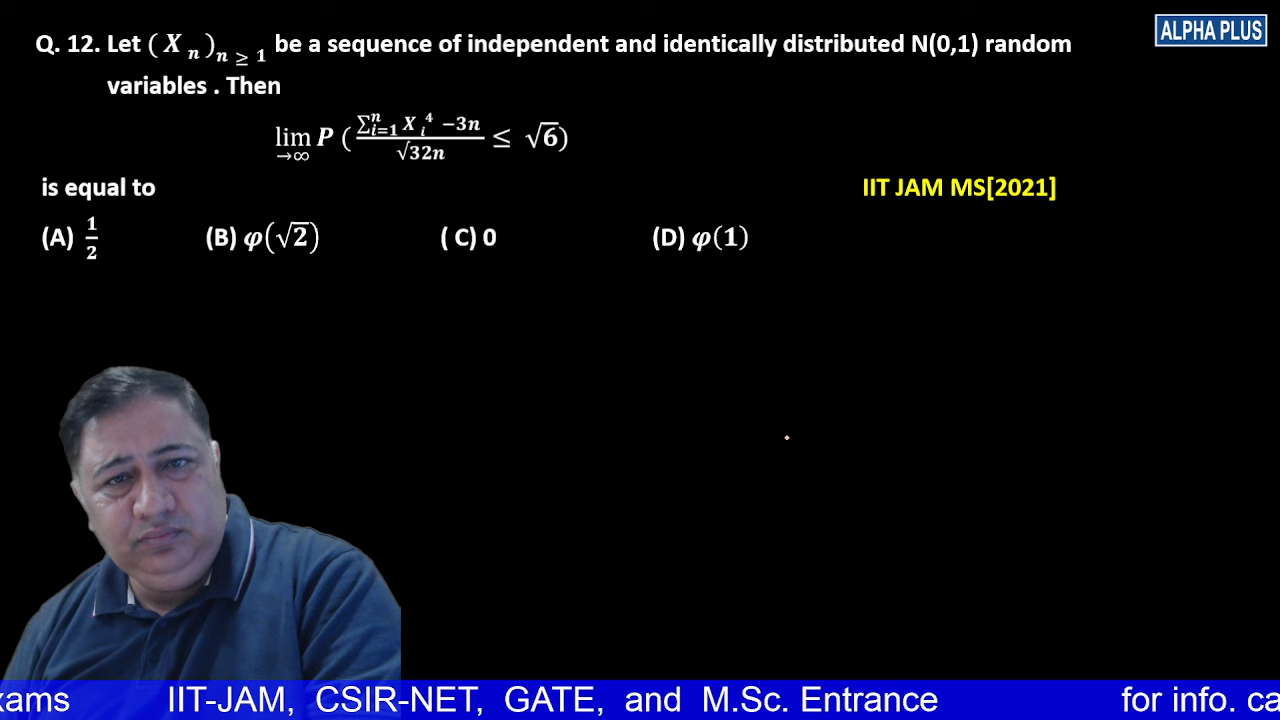 ALPHA PLUS
Q. 12. Let ( X n ) n ≥ 1 be a sequence of independent and identically distributed N(0,1) random
variables . Then
lim →∞ P ( (∑ⁿᵢ₌₁ X ᵢ⁴ −3n) / (√32n) ≤ √6)
is equal to IIT JAM MS[2021]
(A) 1/2 (B) φ(√2) ( C) 0 (D) φ(1)
xams IIT-JAM, CSIR-NET, GATE, and M.Sc. Entrance for info. ca